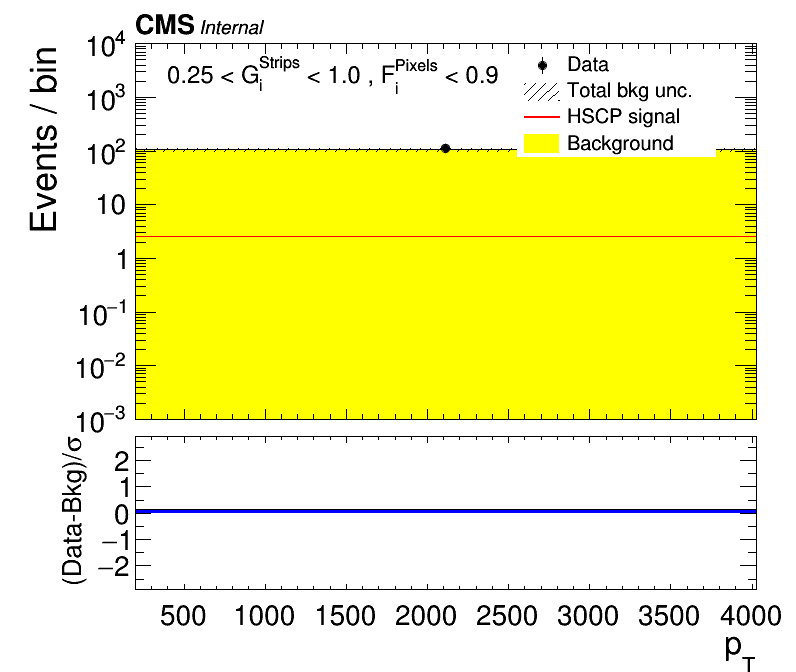 CMS Internal
Events / bin
10^4
10^3
10^2
10
1
10^−1
10^−2
10^−3
0.25 < G_i^Strips < 1.0 , F_i^Pixels < 0.9
Data
Total bkg unc.
HSCP signal
Background
(Data-Bkg)/σ
2
1
0
−1
−2
500 1000 1500 2000 2500 3000 3500 4000
p_T